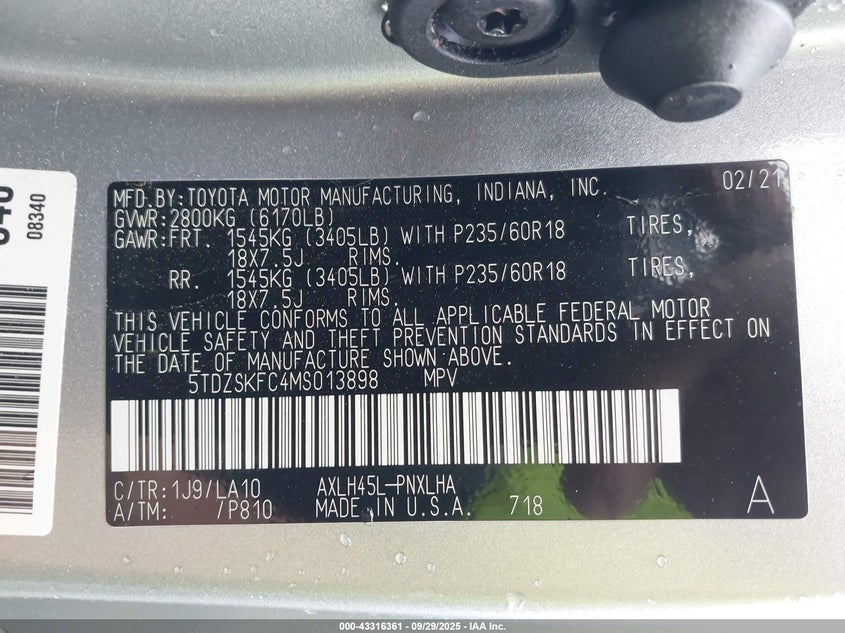 MFD.BY:TOYOTA MOTOR MANUFACTURING, INDIANA, INC. 02/21
GVWR:2800KG (6170LB)
GAWR:FRT. 1545KG (3405LB) WITH P235/60R18 TIRES,
18X7.5J RIMS.
RR. 1545KG (3405LB) WITH P235/60R18 TIRES,
18X7.5J RIMS.
THIS VEHICLE CONFORMS TO ALL APPLICABLE FEDERAL MOTOR
VEHICLE SAFETY AND THEFT PREVENTION STANDARDS IN EFFECT ON
THE DATE OF MANUFACTURE SHOWN ABOVE.
5TDZSKFC4MS013898 MPV
C/TR:1J9/LA10 AXLH45L-PNXLHA
A/TM: /P810 MADE IN U.S.A. 718 A
08340
000-43316361 - 09/29/2025 - IAA Inc.